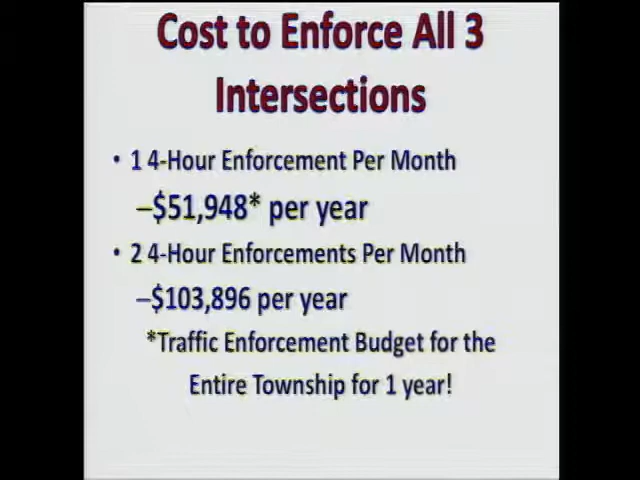 Cost to Enforce All 3
Intersections
• 1 4-Hour Enforcement Per Month
–$51,948* per year
• 2 4-Hour Enforcements Per Month
–$103,896 per year
*Traffic Enforcement Budget for the
Entire Township for 1 year!